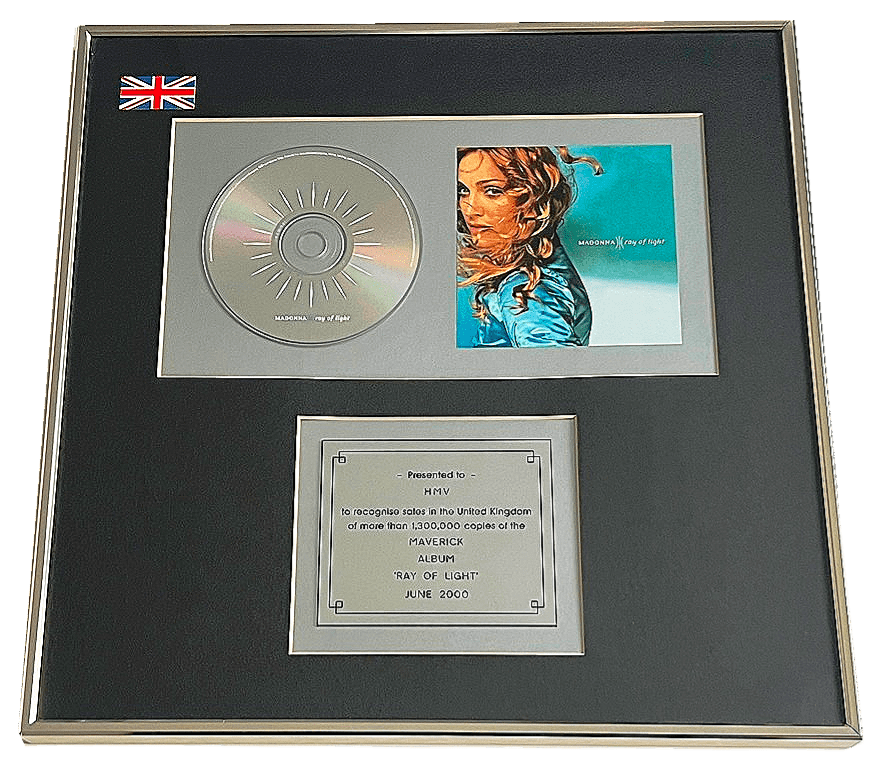 MADONNA ray of light
MADONNA ray of light
- Presented to -
HMV
to recognise sales in the United Kingdom
of more than 1,300,000 copies of the
MAVERICK
ALBUM
'RAY OF LIGHT'
JUNE 2000